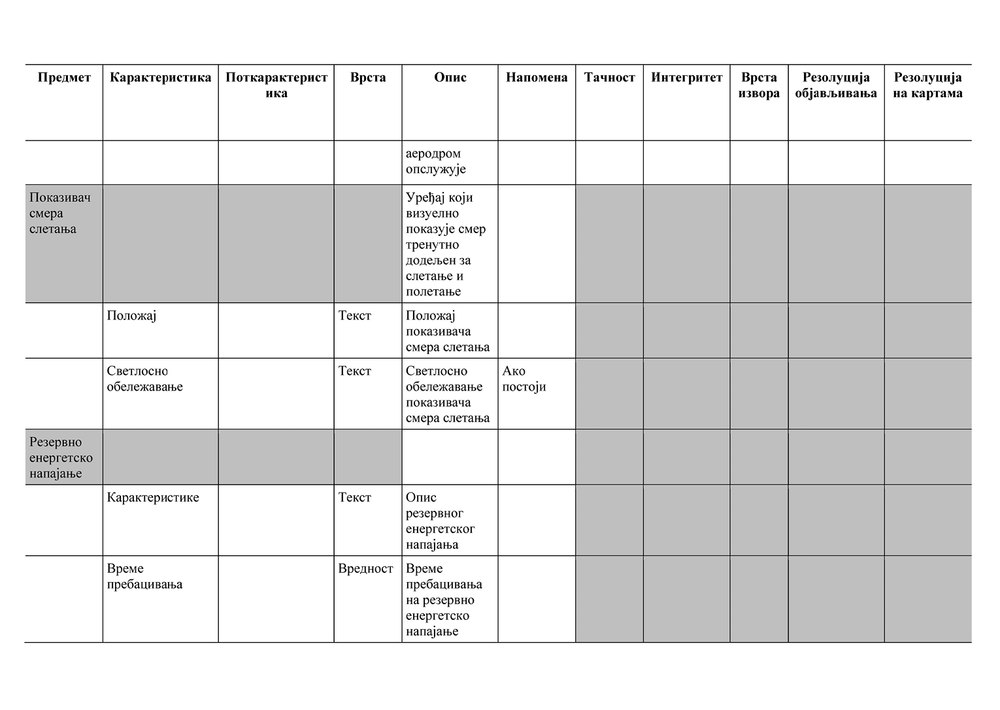 Предмет Карактеристика Поткарактерист Врста Опис Напомена Тачност Интегритет Врста Резолуција Резолуција
ика извора објављивања на картама
аеродром
опслужује
Показивач Уређај који
смера визуелно
слетања показује смер
тренутно
додељен за
слетање и
полетање
Положај Текст Положај
показивача
смера слетања
Светлосно Текст Светлосно Ако
обележавање обележавање постоји
показивача
смера слетања
Резервно
енергетско
напајање
Карактеристике Текст Опис
резервног
енергетског
напајања
Време Вредност Време
пребацивања пребацивања
на резервно
енергетско
напајање